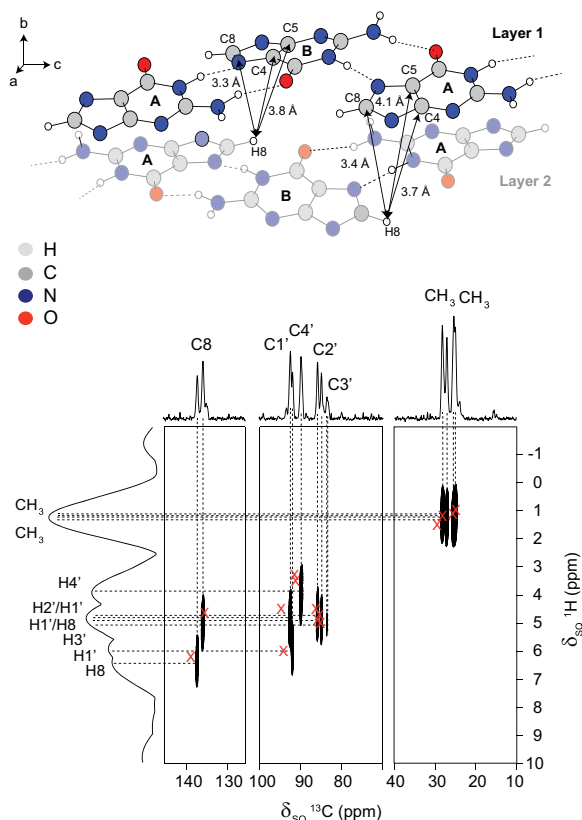 b
a
c
C8
C5
B
C4
Layer 1
3.3 Å
3.8 Å
A
H8
C8
C5
4.1 Å
A
C4
A
B
3.4 Å
A
3.7 Å
Layer 2
H8
H
C
N
O
C8
C1’
C4’
C2’
C3’
CH3 CH3
CH3
CH3
H4’
H2’/H1’
H1’/H8
H3’
H1’
H8
-1
0
1
2
3
4
5
6
7
8
9
10
δSQ 1H (ppm)
140 130
100 90 80
40 30 20 10
δSQ 13C (ppm)